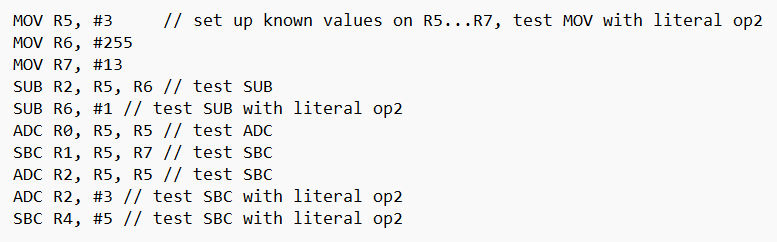 MOV R5, #3     // set up known values on R5...R7, test MOV with literal op2
MOV R6, #255
MOV R7, #13
SUB R2, R5, R6 // test SUB
SUB R6, #1 // test SUB with literal op2
ADC R0, R5, R5 // test ADC
SBC R1, R5, R7 // test SBC
ADC R2, R5, R5 // test SBC
ADC R2, #3 // test SBC with literal op2
SBC R4, #5 // test SBC with literal op2